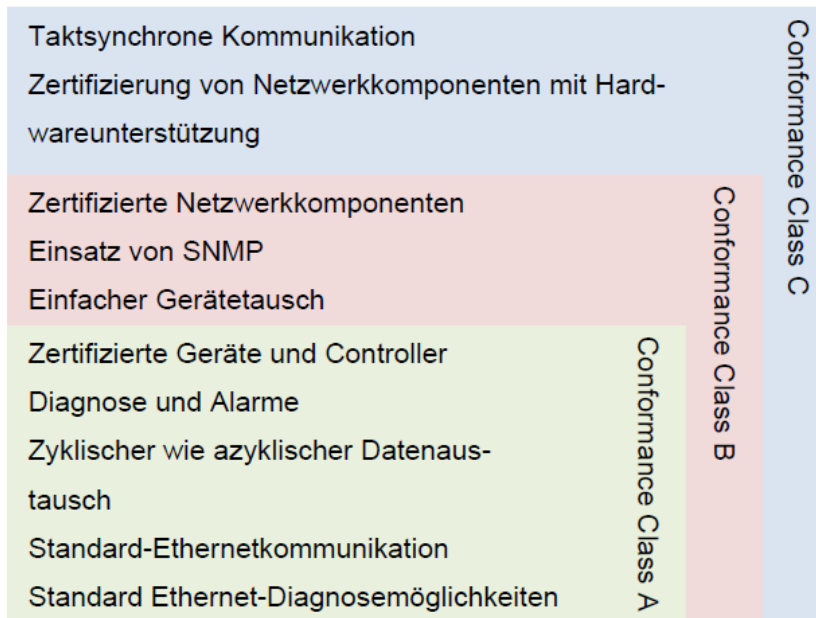 Taktsynchrone Kommunikation
Zertifizierung von Netzwerkkomponenten mit Hard-
wareunterstützung
Conformance Class C
Zertifizierte Netzwerkkomponenten
Einsatz von SNMP
Einfacher Gerätetausch
Conformance Class B
Zertifizierte Geräte und Controller
Diagnose und Alarme
Zyklischer wie azyklischer Datenaus-
tausch
Standard-Ethernetkommunikation
Standard Ethernet-Diagnosemöglichkeiten
Conformance Class A